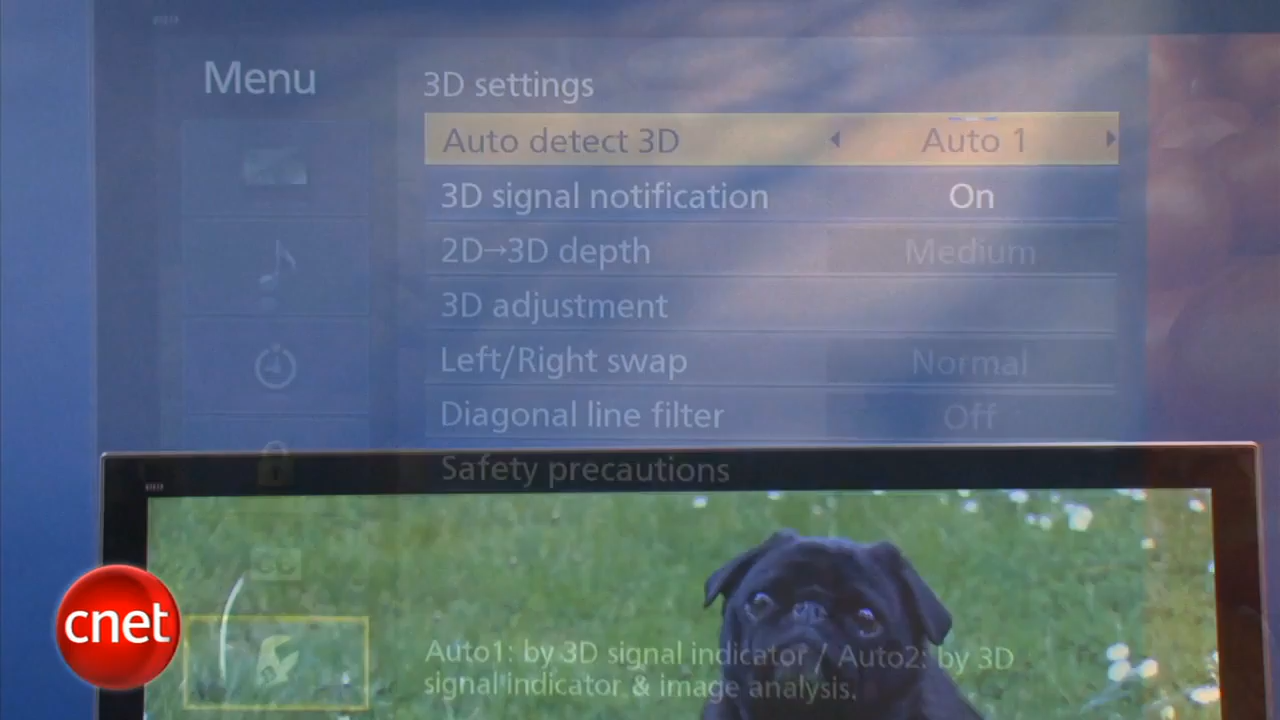 Menu
3D settings
Auto detect 3D Auto 1
3D signal notification On
2D→3D depth Medium
3D adjustment
Left/Right swap Normal
Diagonal line filter Off
Safety precautions
CC
cnet
Auto1: by 3D signal indicator / Auto2: by 3D
signal indicator & image analysis.